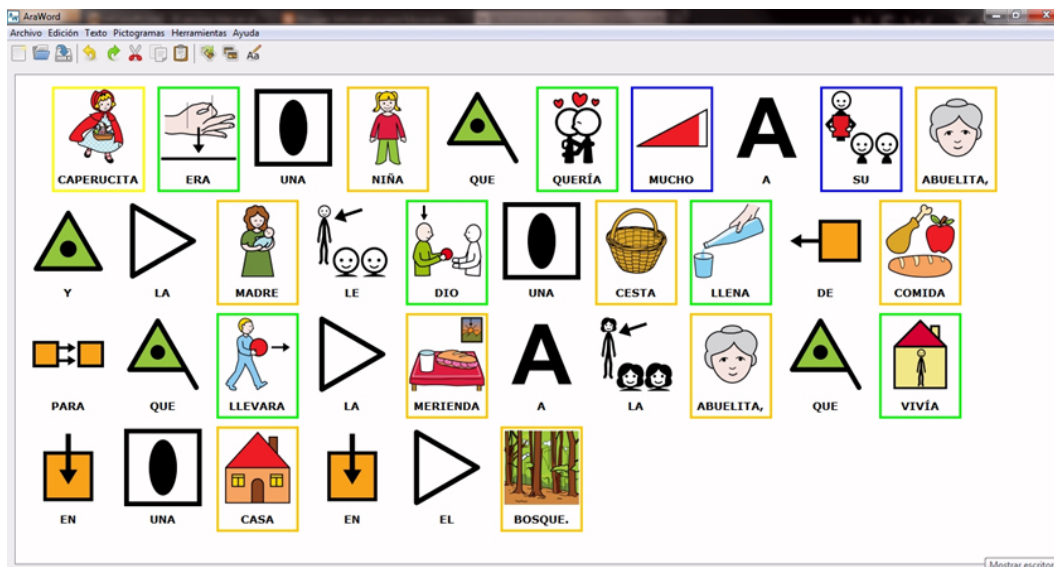 AraWord
Archivo Edición Texto Pictogramas Herramientas Ayuda
CAPERUCITA ERA UNA NIÑA QUE QUERÍA MUCHO A SU ABUELITA,
Y LA MADRE LE DIO UNA CESTA LLENA DE COMIDA
PARA QUE LLEVARA LA MERIENDA A LA ABUELITA, QUE VIVÍA
EN UNA CASA EN EL BOSQUE.
Mostrar escritor